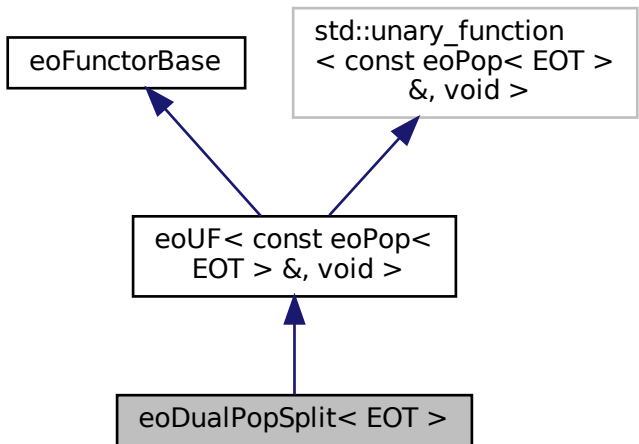 eoFunctorBase
std::unary_function
< const eoPop< EOT >
&, void >
eoUF< const eoPop<
EOT > &, void >
eoDualPopSplit< EOT >